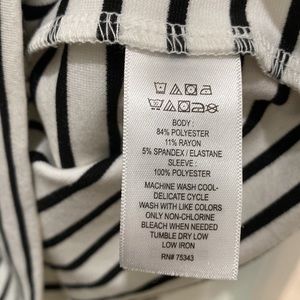 BODY :
84% POLYESTER
11% RAYON
5% SPANDEX / ELASTANE
SLEEVE :
100% POLYESTER
MACHINE WASH COOL-
DELICATE CYCLE
WASH WITH LIKE COLORS
ONLY NON-CHLORINE
BLEACH WHEN NEEDED
TUMBLE DRY LOW
LOW IRON
RN# 75343